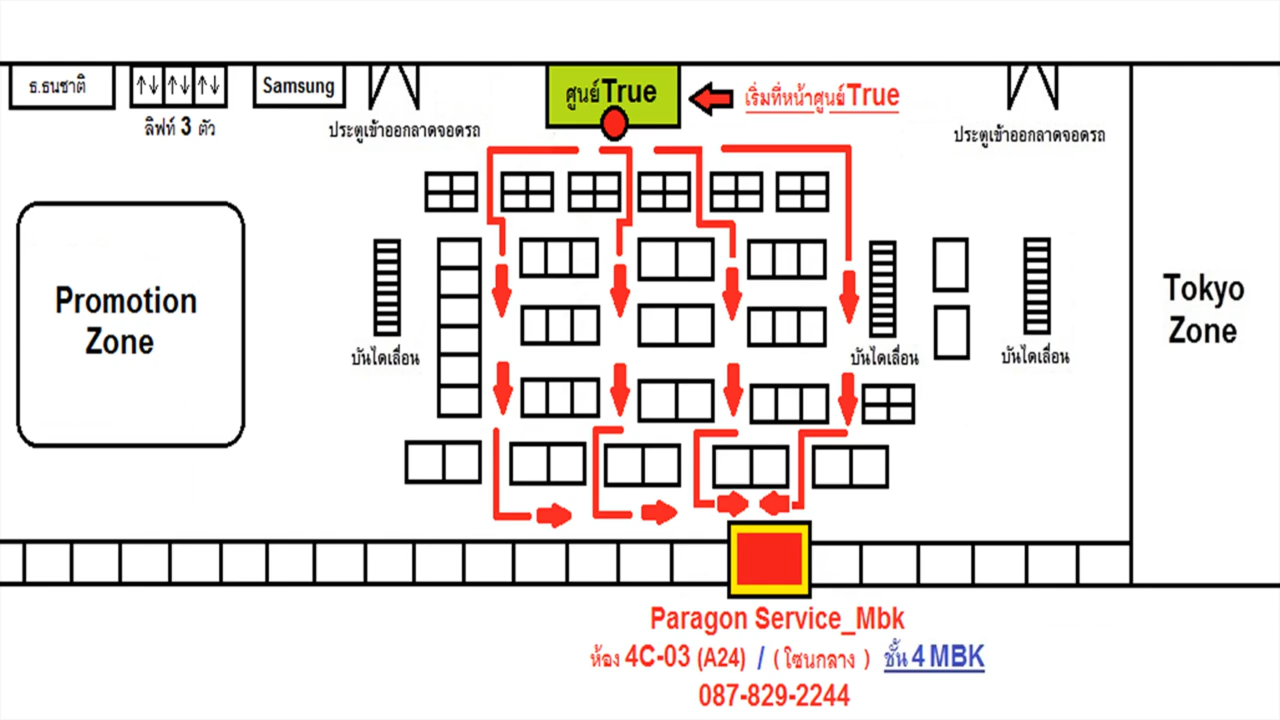 ธ.ธนชาติ
ลิฟท์ 3 ตัว
Samsung
ประตูเข้าออกลาดจอดรถ
ศูนย์True
เริ่มที่หน้าศูนย์True
ประตูเข้าออกลาดจอดรถ
Promotion
Zone
บันไดเลื่อน
บันไดเลื่อน
บันไดเลื่อน
Tokyo
Zone
Paragon Service_Mbk
ห้อง 4C-03 (A24) / ( โซนกลาง ) ชั้น 4 MBK
087-829-2244